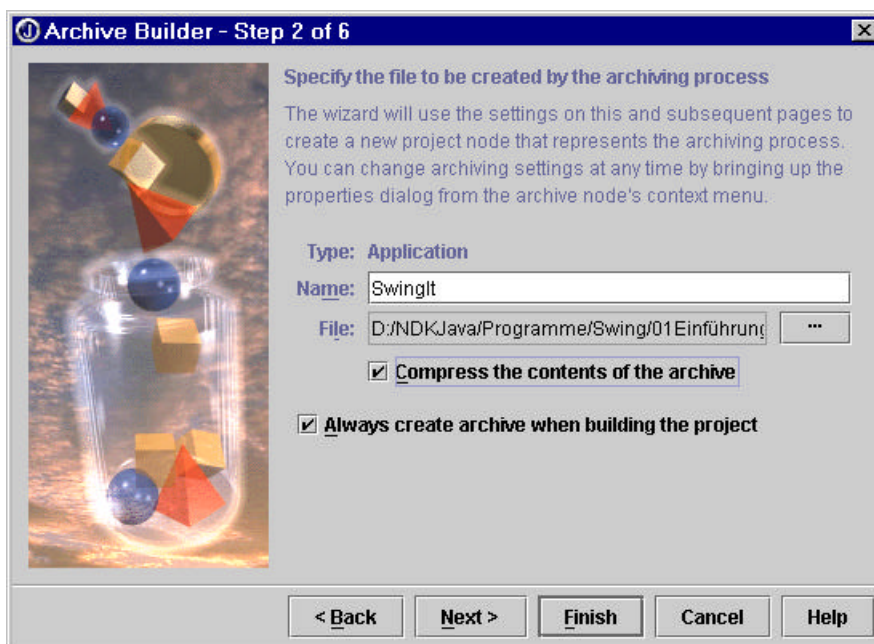 Archive Builder - Step 2 of 6
Specify the file to be created by the archiving process
The wizard will use the settings on this and subsequent pages to
create a new project node that represents the archiving process.
You can change archiving settings at any time by bringing up the
properties dialog from the archive node's context menu.
Type: Application
Name: SwingIt
File: D:/NDKJava/Programme/Swing/01Einführung ...
Compress the contents of the archive
Always create archive when building the project
< Back Next > Finish Cancel Help